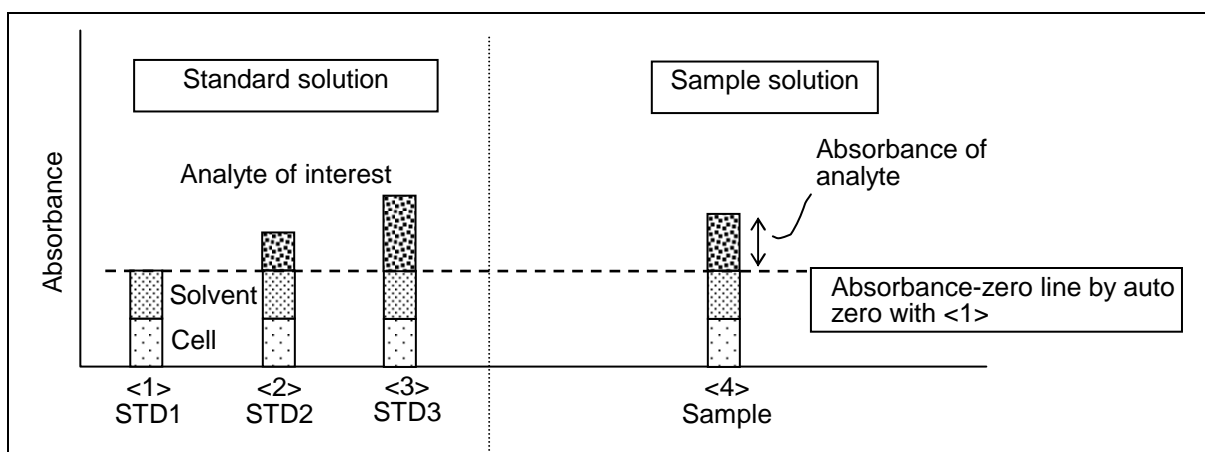 Standard solution
Sample solution
Absorbance of
analyte
Analyte of interest
Absorbance
Solvent
Cell
Absorbance-zero line by auto
zero with <1>
<1>
STD1
<2>
STD2
<3>
STD3
<4>
Sample